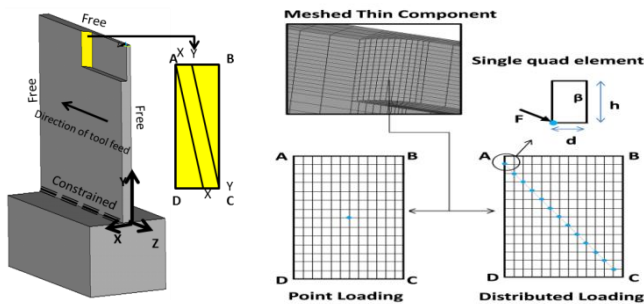 Free
Free
Free
Direction of tool feed
Constrained
Y
X
Z
X
Y
A
B
D
C
X
Y
Meshed Thin Component
Single quad element
β
h
F
d
A
B
D
C
Point Loading
A
B
D
C
Distributed Loading